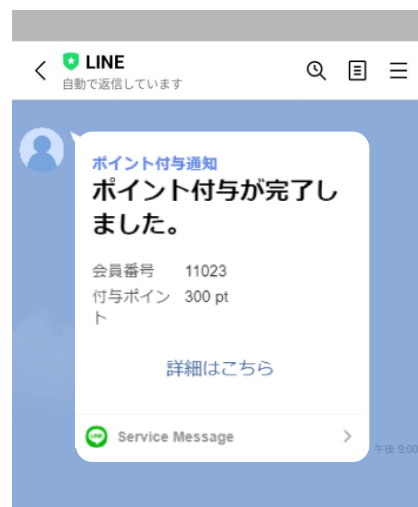 LINE
自動で返信しています
ポイント付与通知
ポイント付与が完了し
ました。
会員番号 11023
付与ポイン 300 pt
ト
詳細はこちら
LINE Service Message
午後 9:00